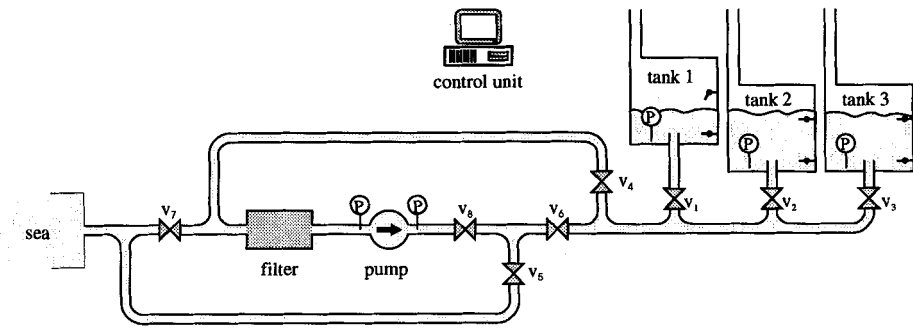 control unit
tank 1
tank 2
tank 3
P
P
P
v₄
P
P
v₇
v₈
v₆
v₁
v₂
v₃
sea
filter
pump
v₅